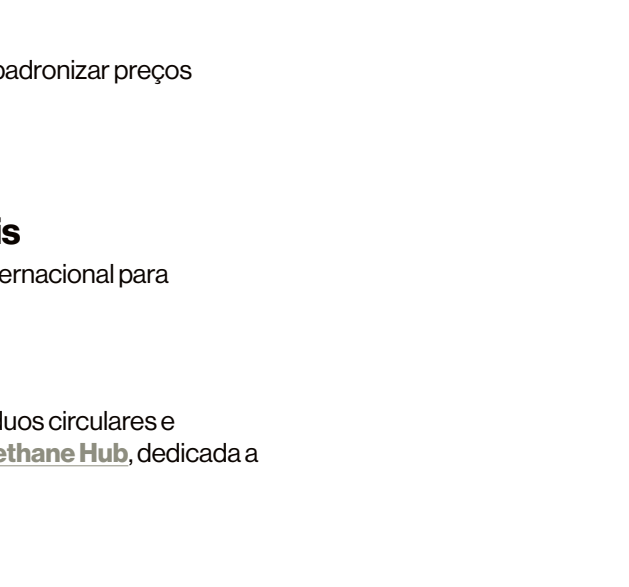 padronizar preços
is
ernacional para
duos circulares e
ethane Hub, dedicada a